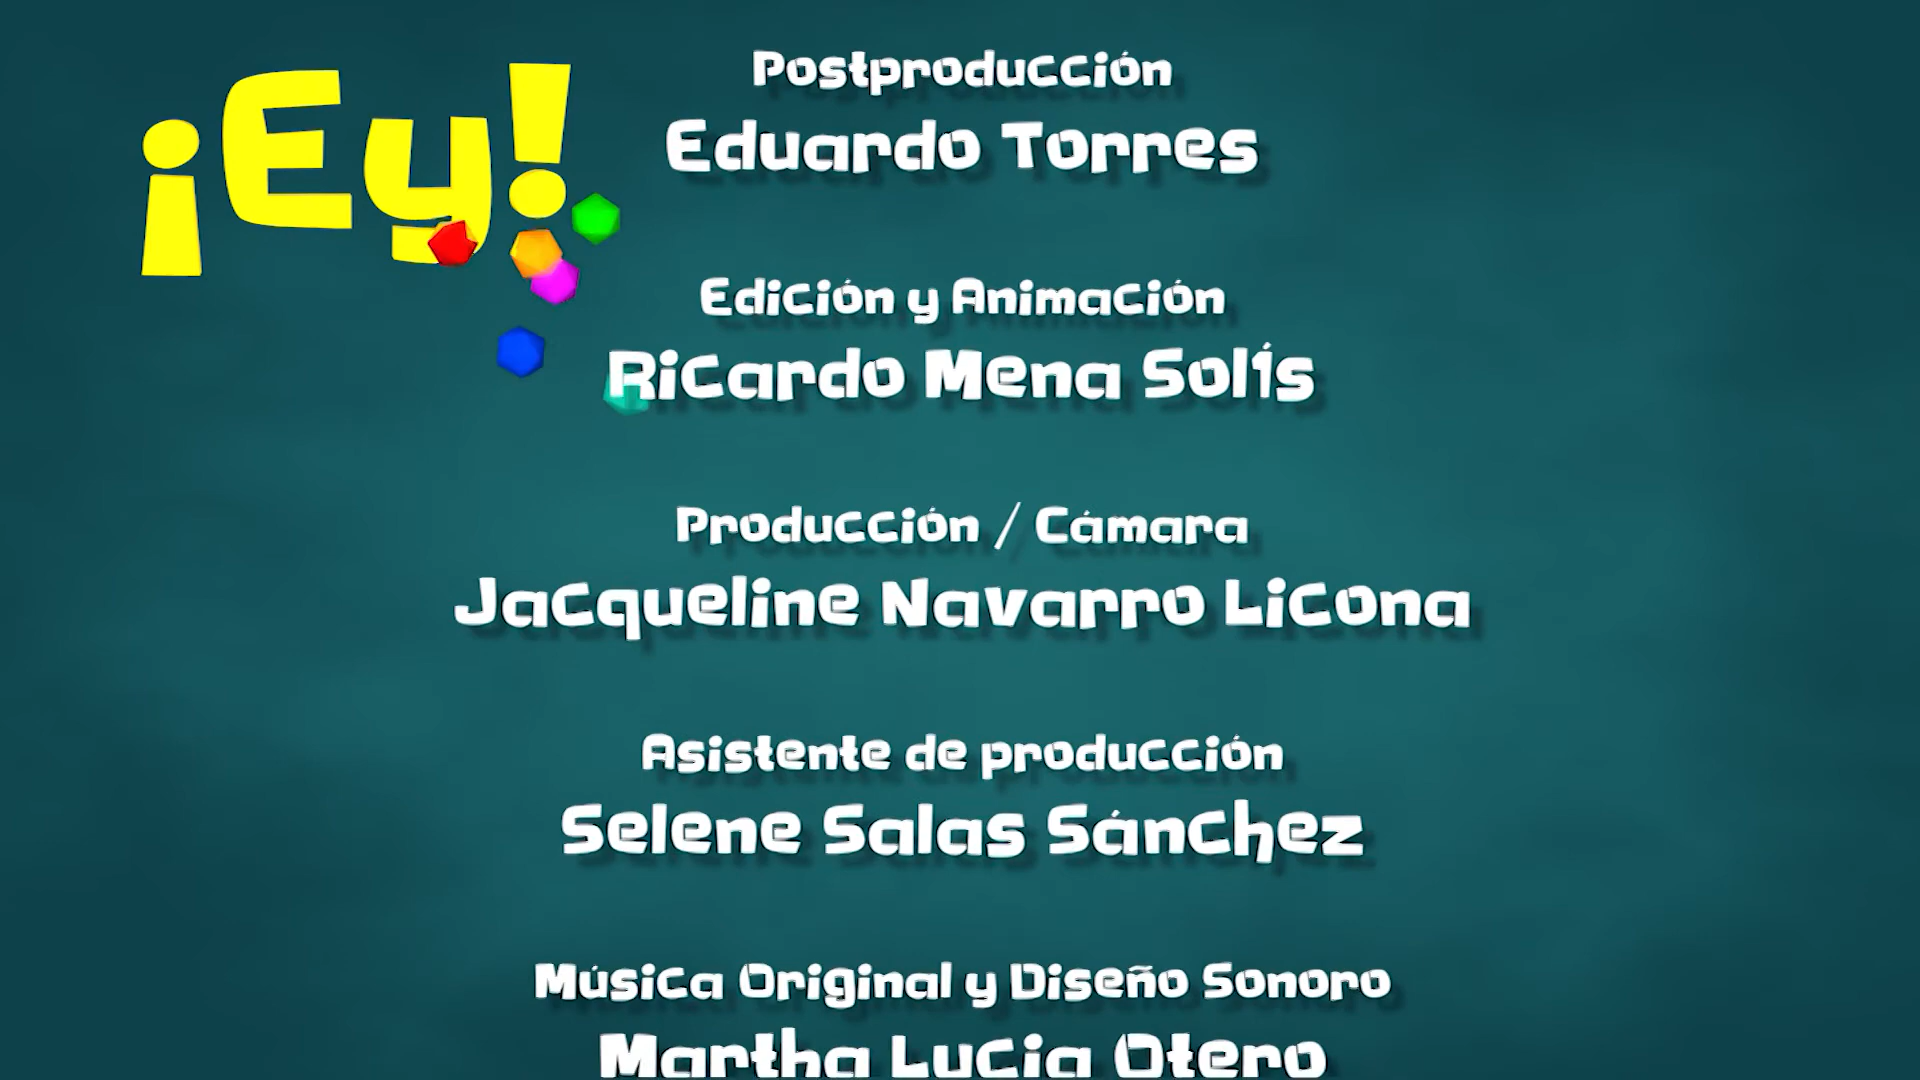 ¡Ey!
Postproducción
Eduardo Torres
Edición y Animación
Ricardo Mena Solís
Producción / Cámara
Jacqueline Navarro Licona
Asistente de producción
Selene Salas Sánchez
Música Original y Diseño Sonoro
Martha Lucia Otero